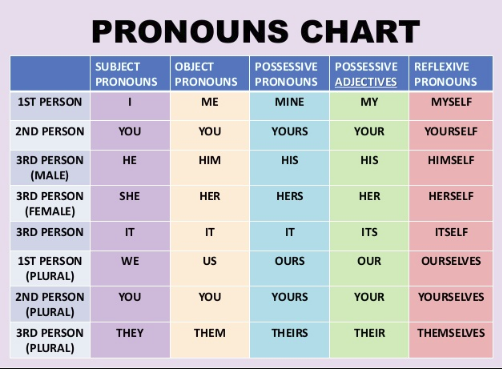 PRONOUNS CHART
SUBJECT PRONOUNS OBJECT PRONOUNS POSSESSIVE PRONOUNS POSSESSIVE ADJECTIVES REFLEXIVE PRONOUNS
1ST PERSON I ME MINE MY MYSELF
2ND PERSON YOU YOU YOURS YOUR YOURSELF
3RD PERSON (MALE) HE HIM HIS HIS HIMSELF
3RD PERSON (FEMALE) SHE HER HERS HER HERSELF
3RD PERSON IT IT IT ITS ITSELF
1ST PERSON (PLURAL) WE US OURS OUR OURSELVES
2ND PERSON (PLURAL) YOU YOU YOURS YOUR YOURSELVES
3RD PERSON (PLURAL) THEY THEM THEIRS THEIR THEMSELVES